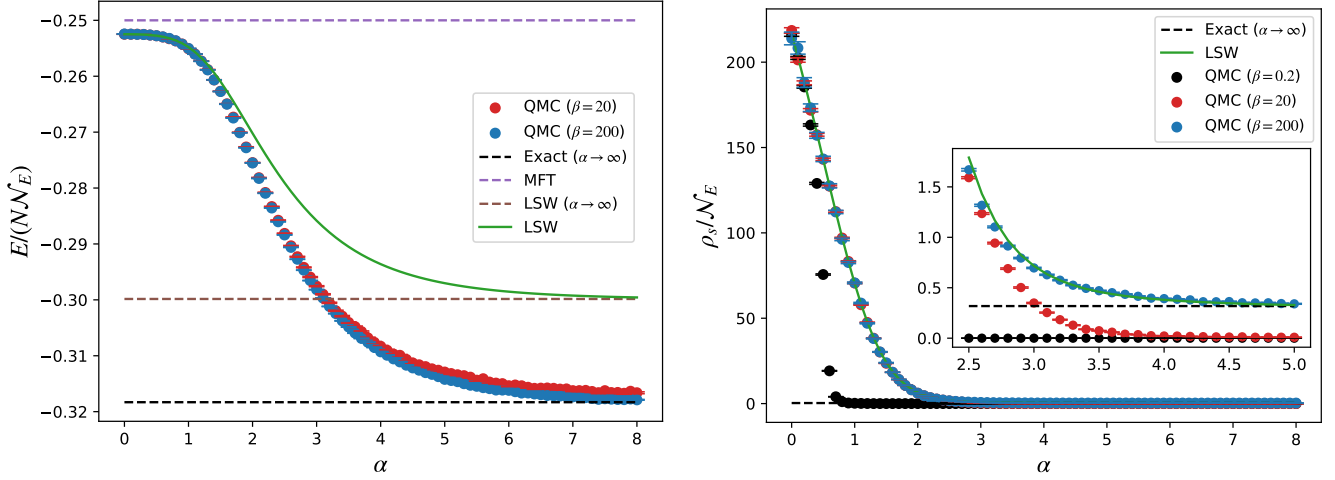 −0.25
−0.26
−0.27
−0.28
−0.29
−0.30
−0.31
−0.32
E/(N𝒩_E)
0 1 2 3 4 5 6 7 8
α
QMC (β = 20)
QMC (β = 200)
Exact (α → ∞)
MFT
LSW (α → ∞)
LSW
200
150
100
50
0
ρ_s/𝒩_E
0 1 2 3 4 5 6 7 8
α
Exact (α → ∞)
LSW
QMC (β = 0.2)
QMC (β = 20)
QMC (β = 200)
1.5
1.0
0.5
0.0
2.5 3.0 3.5 4.0 4.5 5.0